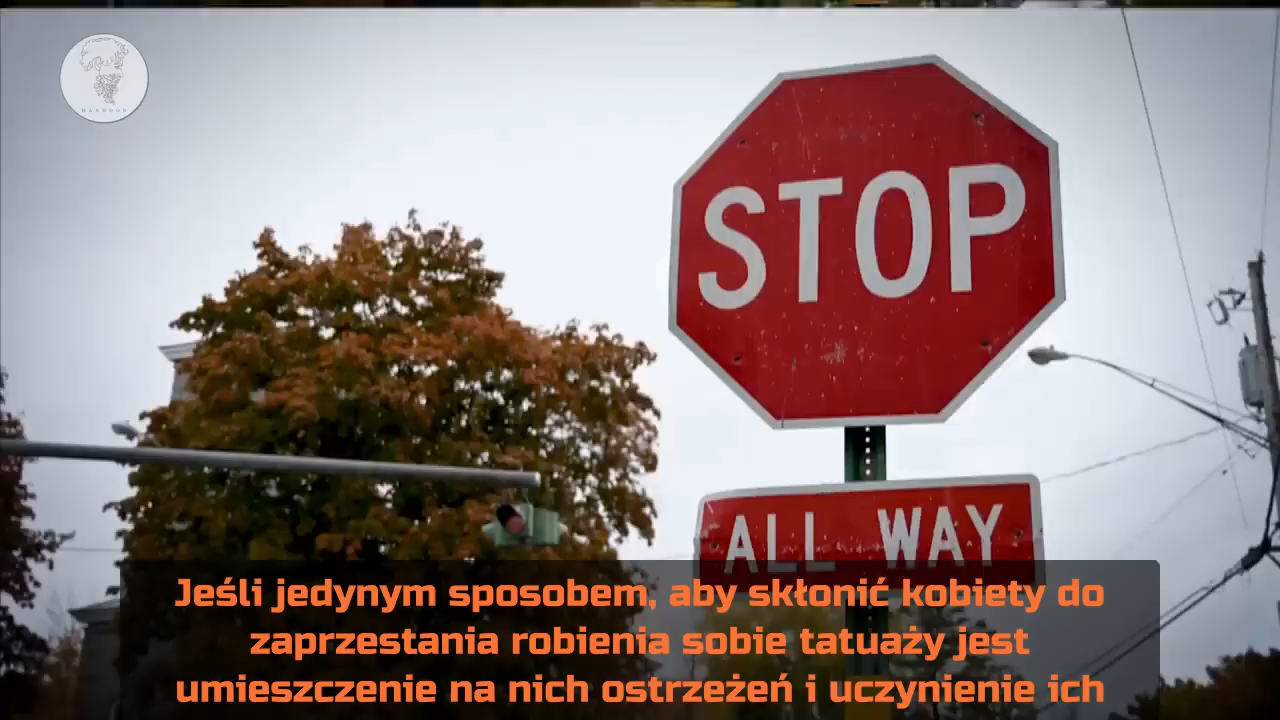 STOP
ALL WAY
Jeśli jedynym sposobem, aby skłonić kobiety do
zaprzestania robienia sobie tatuaży jest
umieszczenie na nich ostrzeżeń i uczynienie ich